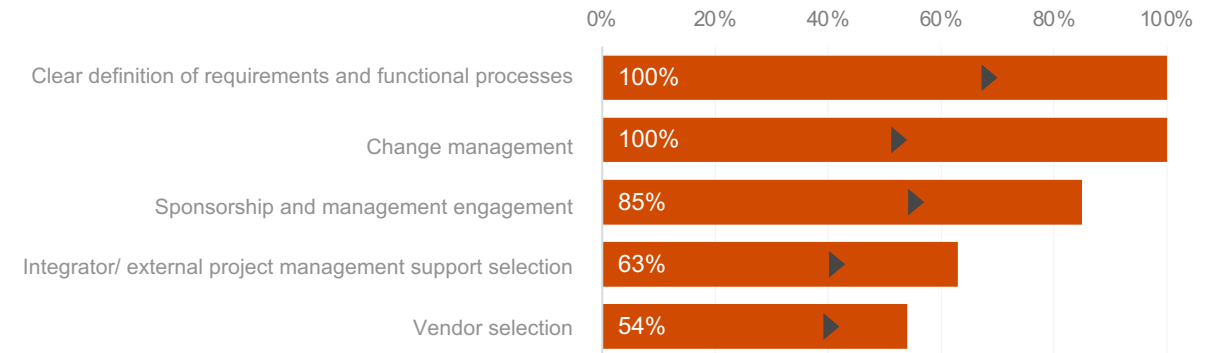 0% 20% 40% 60% 80% 100%
Clear definition of requirements and functional processes 100%
Change management 100%
Sponsorship and management engagement 85%
Integrator/ external project management support selection 63%
Vendor selection 54%